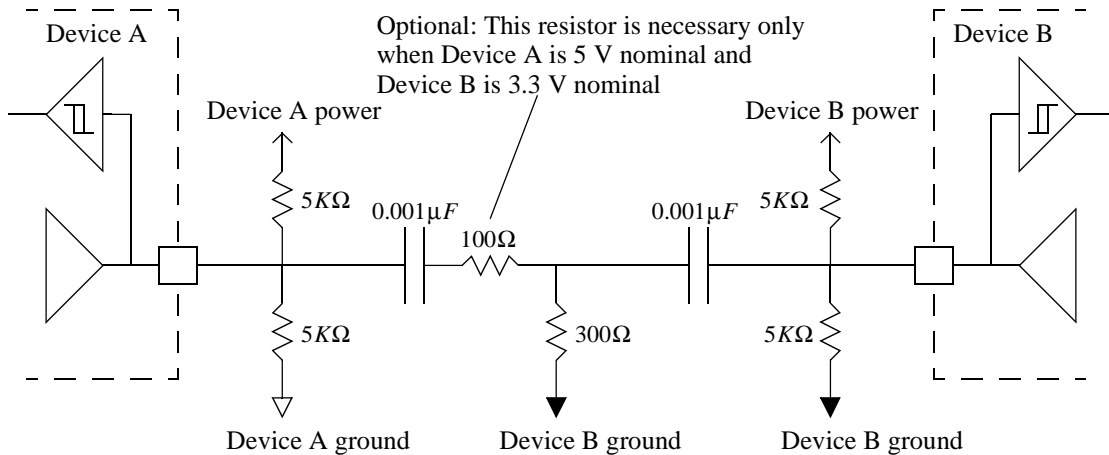 Optional: This resistor is necessary only
when Device A is 5 V nominal and
Device B is 3.3 V nominal
Device A
Device B
Device A power
Device B power
5KΩ
0.001µF
100Ω
0.001µF
5KΩ
5KΩ
300Ω
5KΩ
Device A ground
Device B ground
Device B ground